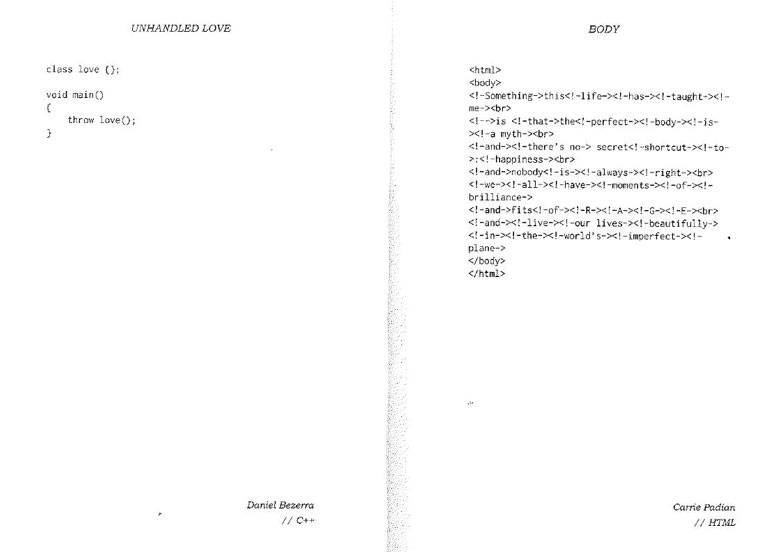 UNHANDLED LOVE
class love {};
void main()
{
    throw love();
}
Daniel Bezerra
// C++
BODY
<html>
<body>
<!-Something->this<!-life-><!-has-><!-taught-><!-
me-><br>
<!-->is <!-that->the<!-perfect-><!-body-><!-is-
><!-a myth-><br>
<!-and-><!-there's no-> secret<!-shortcut-><!-to-
>:<!-happiness-><br>
<!-and->nobody<!-is-><!-always-><!-right-><br>
<!-we-><!-all-><!-have-><!-moments-><!-of-><!-
brilliance->
<!-and->fits<!-of-><!-R-><!-A-><!-G-><!-E-><br>
<!-and-><!-live-><!-our lives-><!-beautifully->
<!-in-><!-the-><!-world's-><!-imperfect-><!-
plane->
</body>
</html>
Carrie Padian
// HTML